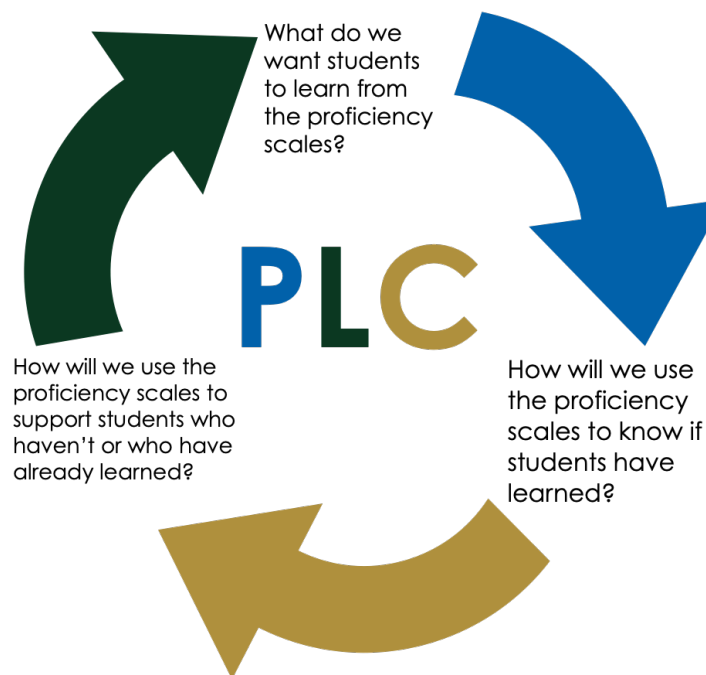 What do we
want students
to learn from
the proficiency
scales?
PLC
How will we use the
proficiency scales to
support students who
haven’t or who have
already learned?
How will we use
the proficiency
scales to know if
students have
learned?